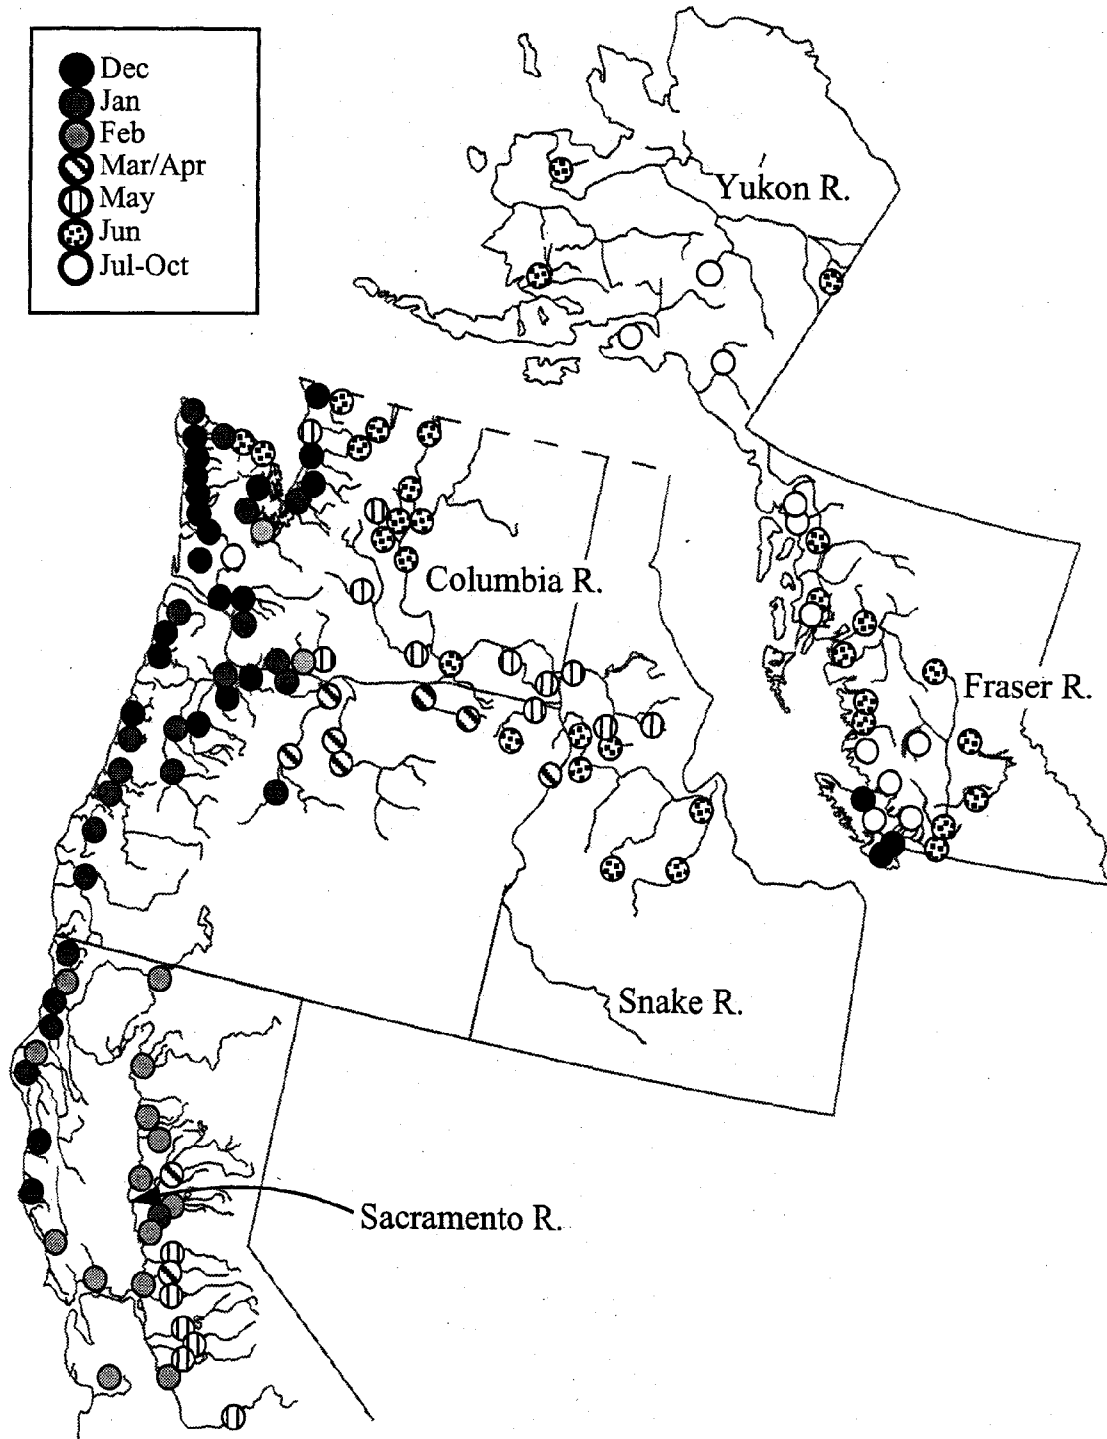 Dec
Jan
Feb
Mar/Apr
May
Jun
Jul-Oct
Yukon R.
Columbia R.
Fraser R.
Snake R.
Sacramento R.